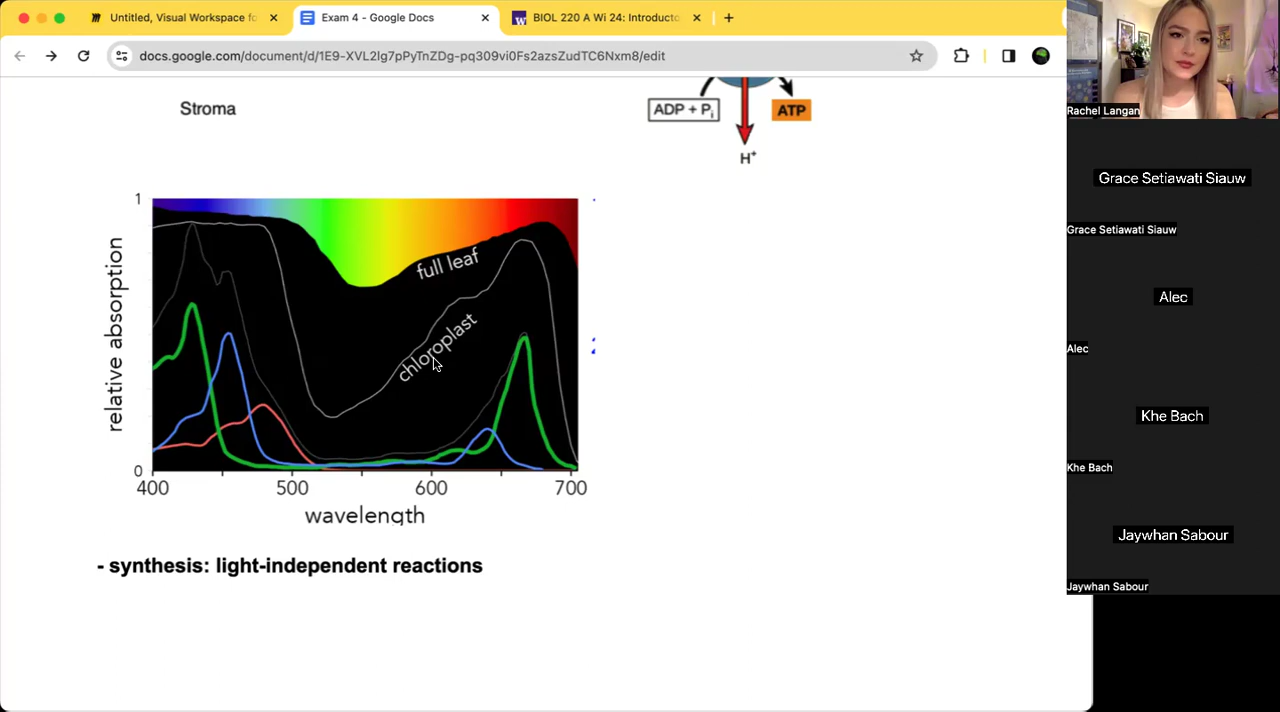 Untitled, Visual Workspace fo
Exam 4 - Google Docs
BIOL 220 A Wi 24: Introducto
docs.google.com/document/d/1E9-XVL2Ig7pPyTnZDg-pq309vi0Fs2azsZudTC6Nxm8/edit
Stroma
ADP + Pi
ATP
H+
1
relative absorption
full leaf
chloroplast
0
400
500
600
700
wavelength
- synthesis: light-independent reactions
Rachel Langan
Grace Setiawati Siauw
Grace Setiawati Siauw
Alec
Alec
Khe Bach
Khe Bach
Jaywhan Sabour
Jaywhan Sabour